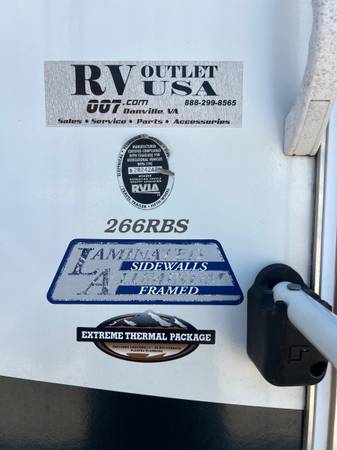 RV OUTLET
USA
007.com
Danville VA
888-299-8565
Sales • Service • Parts • Accessories
MANUFACTURER
RVIA
266RBS
LAMINATED
SIDEWALLS
ALUMINUM
FRAMED
EXTREME THERMAL PACKAGE